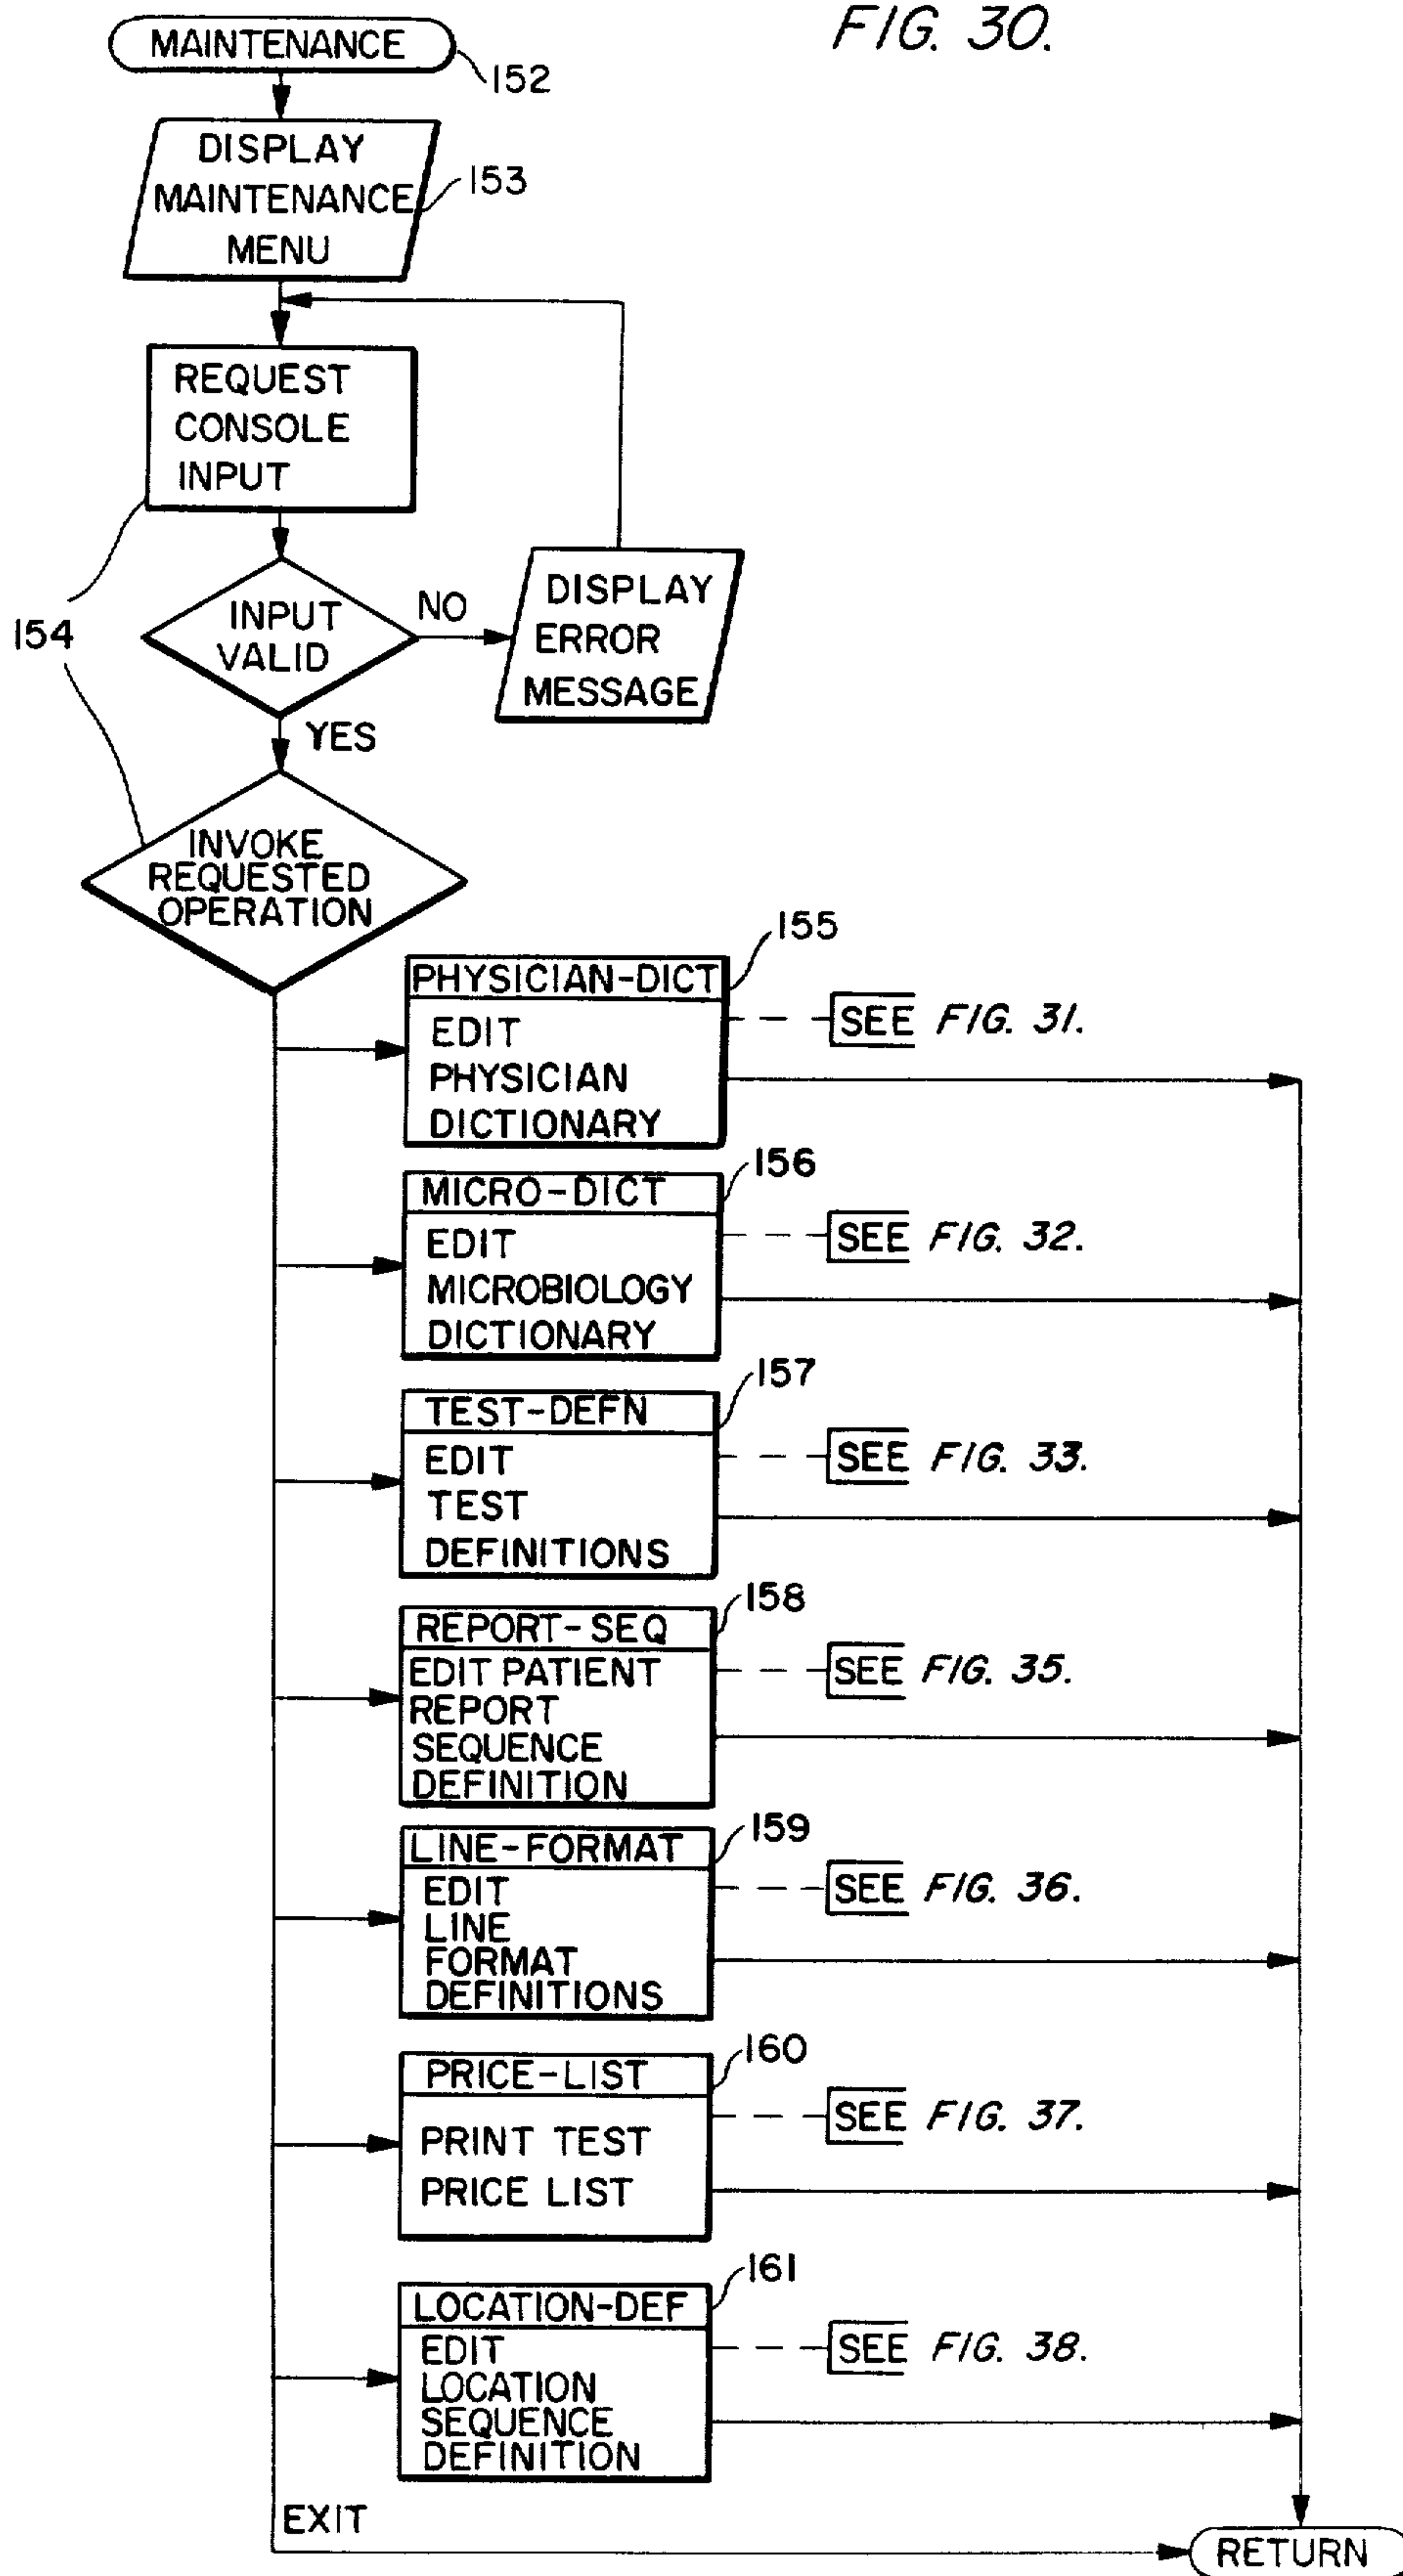 FIG. 30.
MAINTENANCE
152
DISPLAY
MAINTENANCE
MENU
153
REQUEST
CONSOLE
INPUT
INPUT
VALID
NO
DISPLAY
ERROR
MESSAGE
154
YES
INVOKE
REQUESTED
OPERATION
155
PHYSICIAN-DICT
EDIT
PHYSICIAN
DICTIONARY
SEE FIG. 31.
156
MICRO-DICT
EDIT
MICROBIOLOGY
DICTIONARY
SEE FIG. 32.
157
TEST-DEFN
EDIT
TEST
DEFINITIONS
SEE FIG. 33.
158
REPORT-SEQ
EDIT PATIENT
REPORT
SEQUENCE
DEFINITION
SEE FIG. 35.
159
LINE-FORMAT
EDIT
LINE
FORMAT
DEFINITIONS
SEE FIG. 36.
160
PRICE-LIST
PRINT TEST
PRICE LIST
SEE FIG. 37.
161
LOCATION-DEF
EDIT
LOCATION
SEQUENCE
DEFINITION
SEE FIG. 38.
EXIT
RETURN